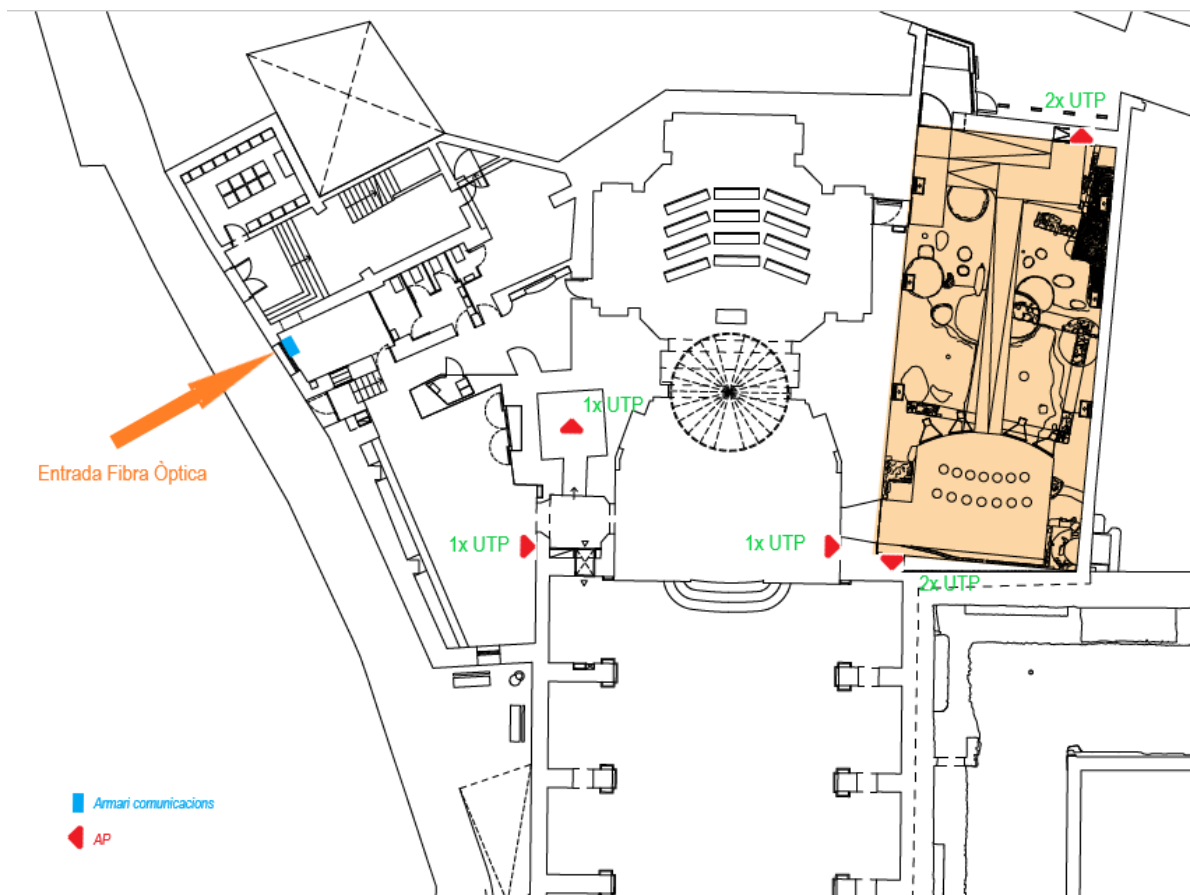 2x UTP
1x UTP
Entrada Fibra Òptica
1x UTP
1x UTP
2x UTP
Armari comunicacions
AP